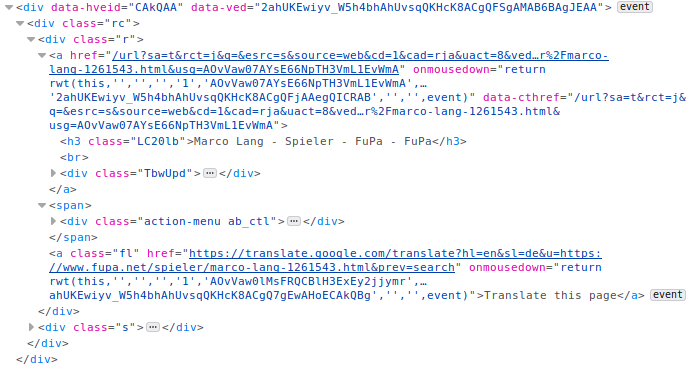 <div data-hveid="CAkQAA" data-ved="2ahUKEwiyv_W5h4bhAhUvsqQKHcK8ACgQFSgAMAB6BAgJEAA"> event
<div class="rc">
<div class="r">
<a href="/url?sa=t&rct=j&q=&esrc=s&source=web&cd=1&cad=rja&uact=8&ved…r%2Fmarco-
lang-1261543.html&usg=AOvVaw07AYsE66NpTH3VmL1EvWmA" onmousedown="return
rwt(this,'','','','1','AOvVaw07AYsE66NpTH3VmL1EvWmA',…
'2ahUKEwiyv_W5h4bhAhUvsqQKHcK8ACgQFjAAegQICRAB','','',event)" data-cthref="/url?sa=t&rct=j&
q=&esrc=s&source=web&cd=1&cad=rja&uact=8&ved…r%2Fmarco-lang-1261543.html&
usg=AOvVaw07AYsE66NpTH3VmL1EvWmA">
<h3 class="LC20lb">Marco Lang - Spieler - FuPa - FuPa</h3>
<br>
<div class="TbwUpd">…</div>
</a>
<span>
<div class="action-menu ab_ctl">…</div>
</span>
<a class="fl" href="https://translate.google.com/translate?hl=en&sl=de&u=https:
//www.fupa.net/spieler/marco-lang-1261543.html&prev=search" onmousedown="return
rwt(this,'','','','1','AOvVaw0lMsFRQCBlH3ExEy2jjymr',…
ahUKEwiyv_W5h4bhAhUvsqQKHcK8ACgQ7gEwAHoECAkQBg','','',event)">Translate this page</a> event
</div>
<div class="s">…</div>
</div>
</div>